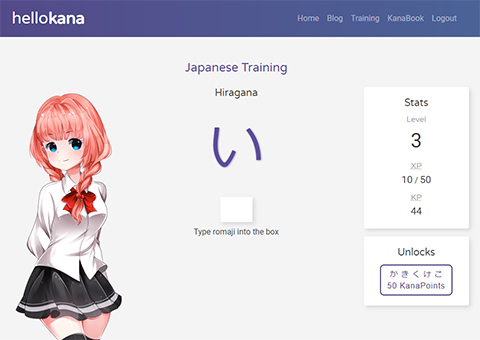 hellokana
Home Blog Training KanaBook Logout
Japanese Training
Hiragana
い
Type romaji into the box
Stats
Level
3
XP
10 / 50
KP
44
Unlocks
か き く け こ
50 KanaPoints